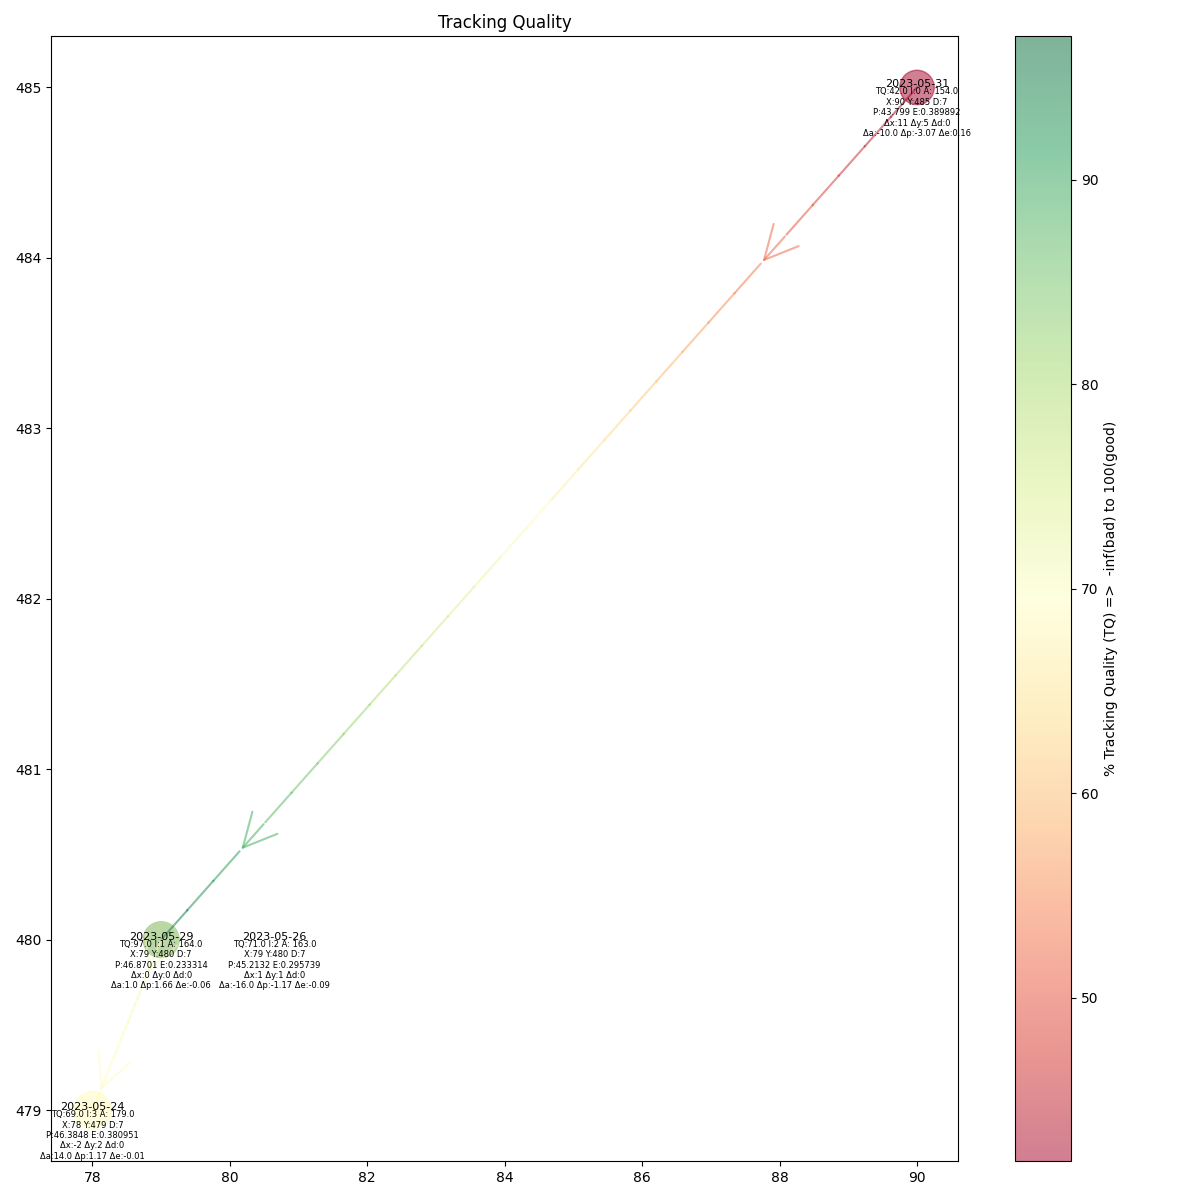 Tracking Quality
485
484
483
482
481
480
479
78
80
82
84
86
88
90
2023-05-31
TQ:42.0 I:0 A: 154.0
X:90 Y:485 D:7
P:43.799 E:0.389892
Δx:11 Δy:5 Δd:0
Δa:-10.0 Δp:-3.07 Δe:0.16
2023-05-29
TQ:97.0 I:1 A: 164.0
X:79 Y:480 D:7
P:46.8701 E:0.233314
Δx:0 Δy:0 Δd:0
Δa:1.0 Δp:1.66 Δe:-0.06
2023-05-26
TQ:71.0 I:2 A: 163.0
X:79 Y:480 D:7
P:45.2132 E:0.295739
Δx:1 Δy:1 Δd:0
Δa:-16.0 Δp:-1.17 Δe:-0.09
2023-05-24
TQ:69.0 I:3 A: 179.0
X:78 Y:479 D:7
P:46.3848 E:0.380951
Δx:-2 Δy:2 Δd:0
Δa:14.0 Δp:1.17 Δe:-0.01
90
80
70
60
50
% Tracking Quality (TQ) => -inf(bad) to 100(good)